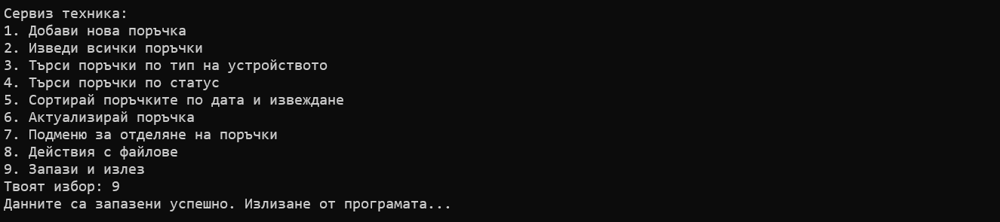 Сервиз техника:
1. Добави нова поръчка
2. Изведи всички поръчки
3. Търси поръчки по тип на устройството
4. Търси поръчки по статус
5. Сортирай поръчките по дата и извеждане
6. Актуализирай поръчка
7. Подменю за отделяне на поръчки
8. Действия с файлове
9. Запази и излез
Твоят избор: 9
Данните са запазени успешно. Излизане от програмата...